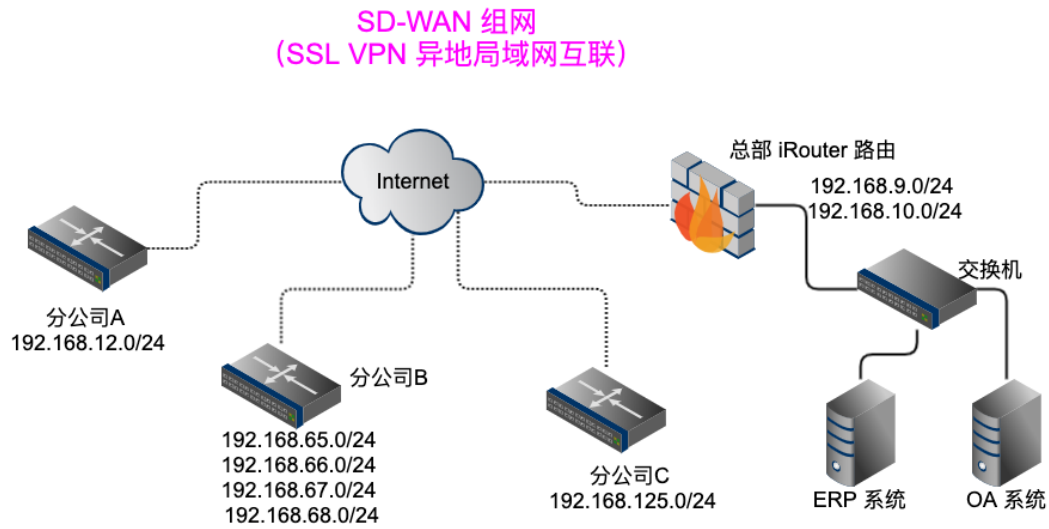 SD-WAN 组网
（SSL VPN 异地局域网互联）
Internet
总部 iRouter 路由
192.168.9.0/24
192.168.10.0/24
交换机
分公司A
192.168.12.0/24
分公司B
192.168.65.0/24
192.168.66.0/24
192.168.67.0/24
192.168.68.0/24
分公司C
192.168.125.0/24
ERP 系统
OA 系统